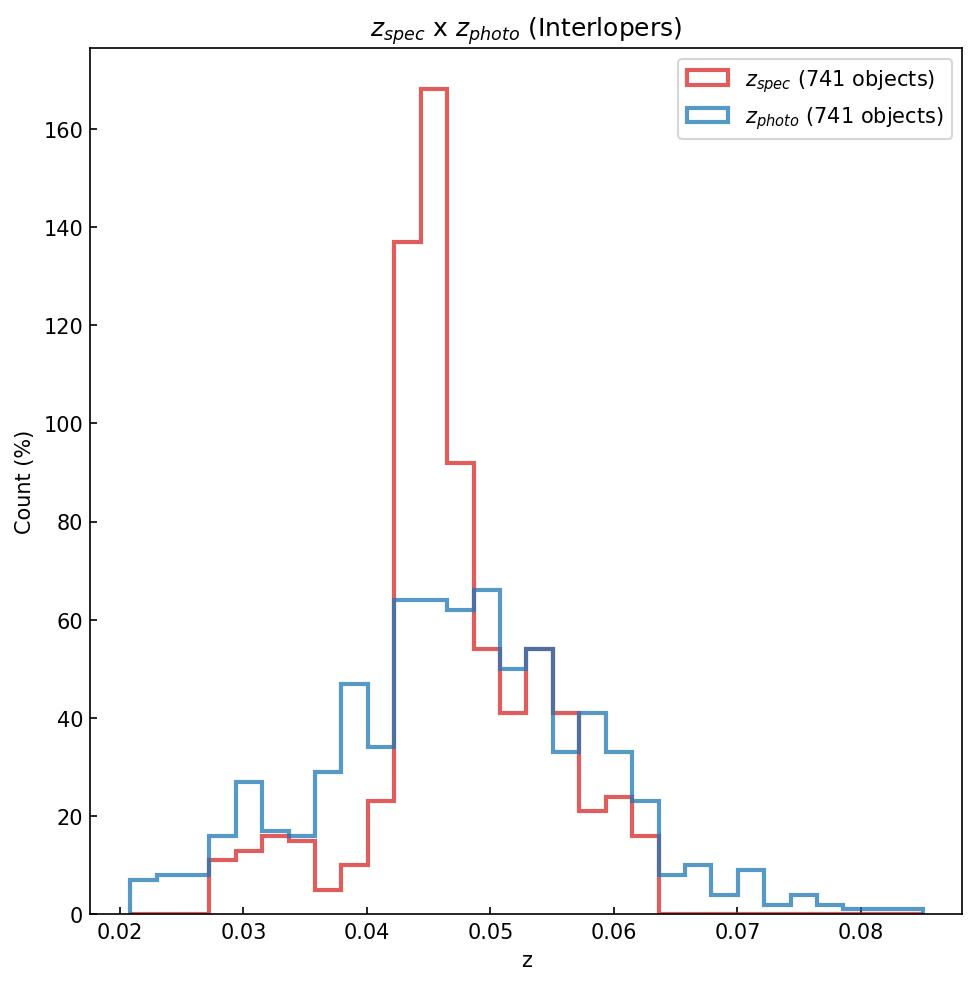 z_spec x z_photo (Interlopers)
z_spec (741 objects)
z_photo (741 objects)
Count (%)
160
140
120
100
80
60
40
20
0
0.02 0.03 0.04 0.05 0.06 0.07 0.08
z